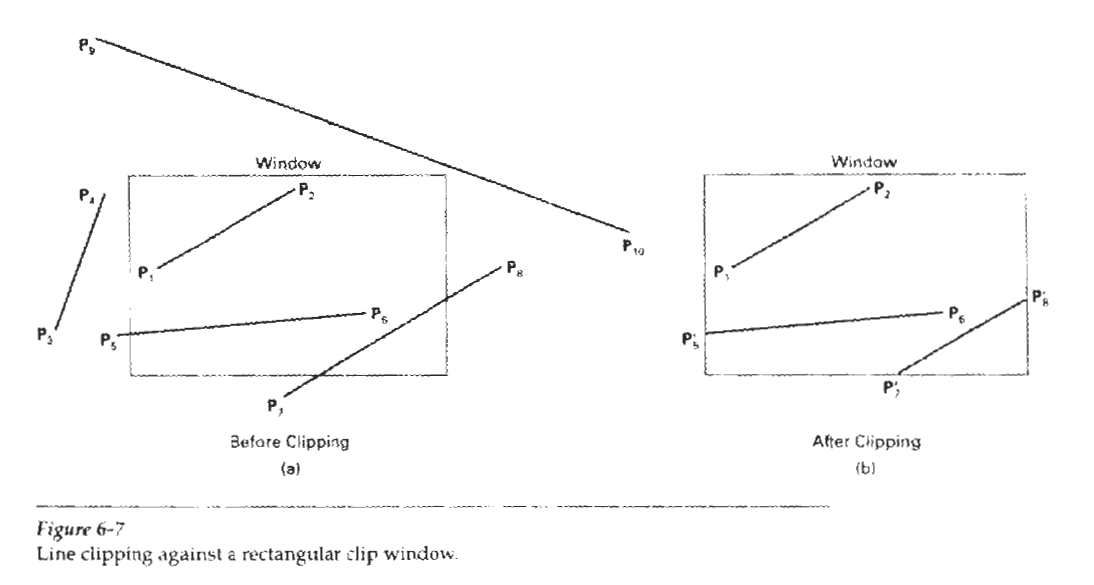 P₉
Window
P₄
P₂
P₁
P₁₀
P₈
P₃
P₅
P₆
P₇
Before Clipping
(a)
Window
P₂
P₁
P′₈
P₆
P′₅
P′₇
After Clipping
(b)
Figure 6-7
Line clipping against a rectangular clip window.